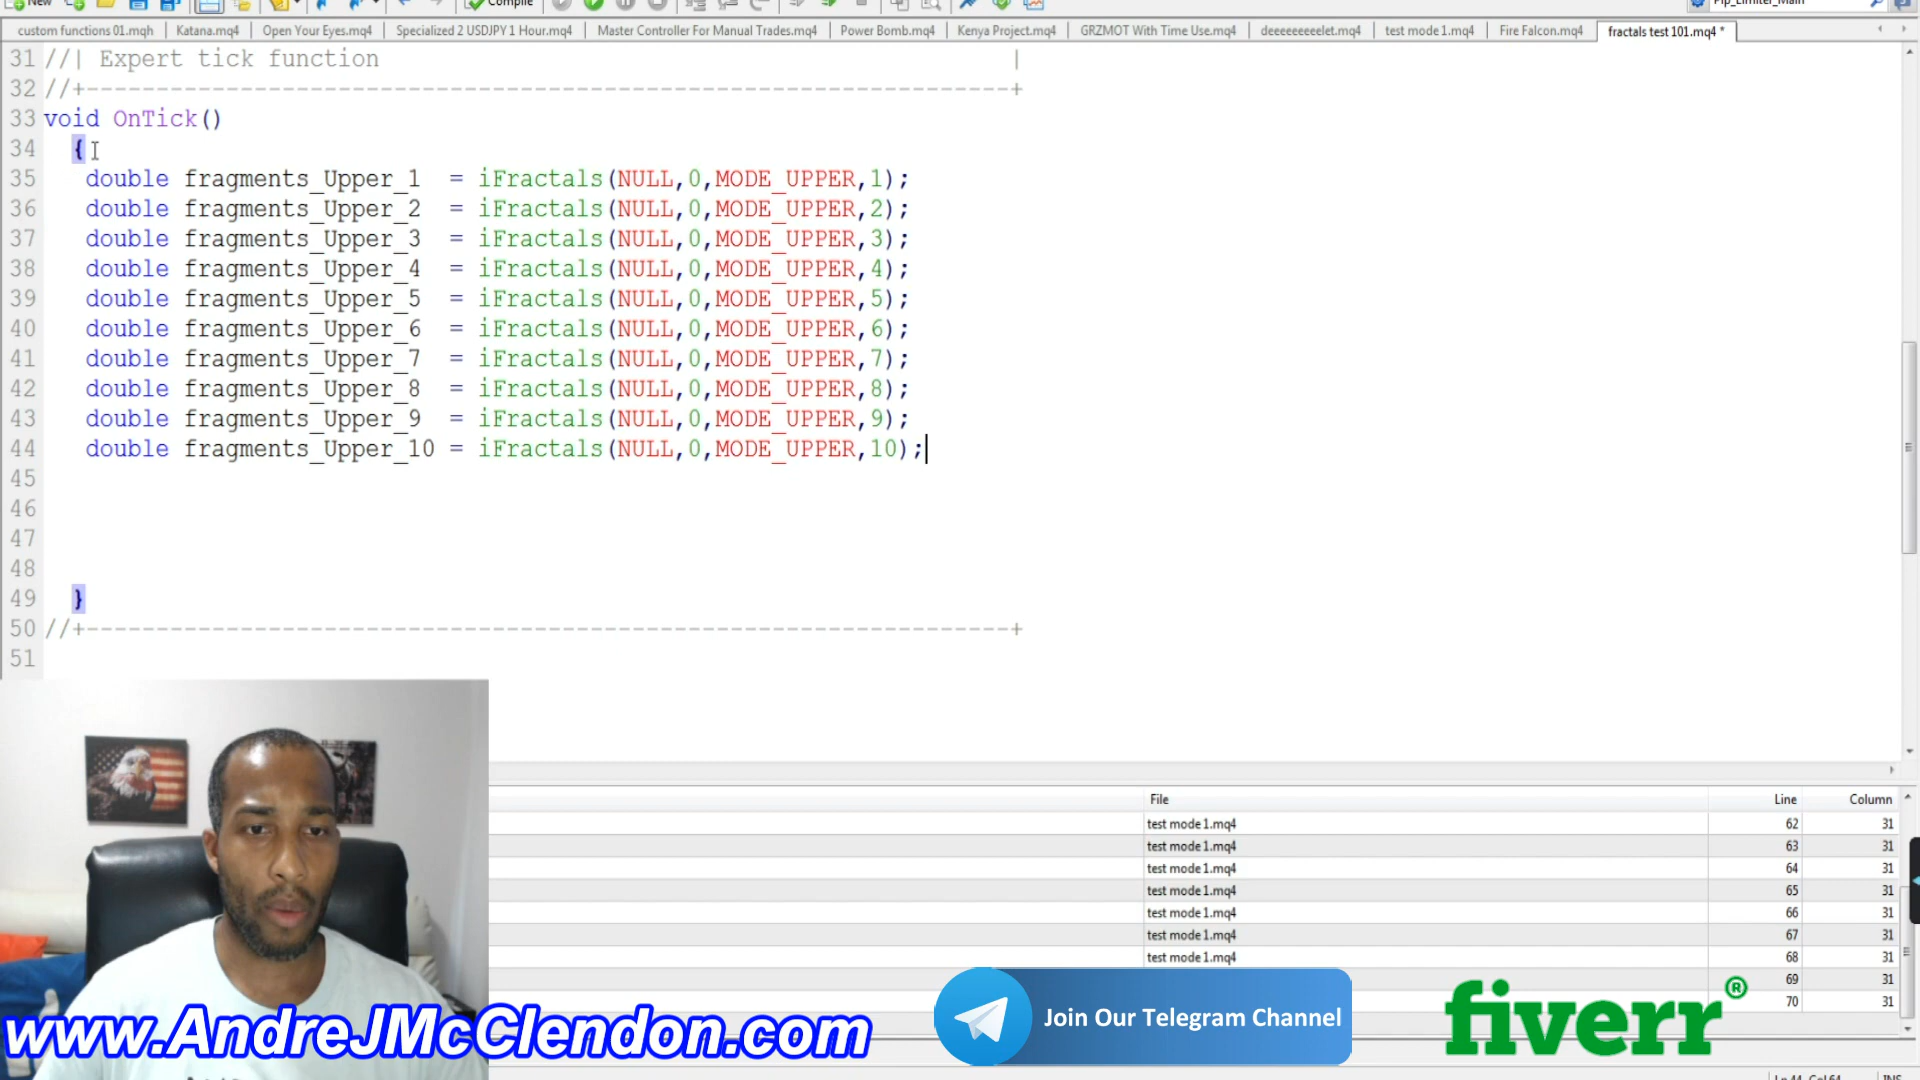 New
Compile
Pip_Limiter_Main
custom functions 01.mqh
Katana.mq4
Open Your Eyes.mq4
Specialized 2 USDJPY 1 Hour.mq4
Master Controller For Manual Trades.mq4
Power Bomb.mq4
Kenya Project.mq4
GRZMOT With Time Use.mq4
deeeeeeeeelet.mq4
test mode 1.mq4
Fire Falcon.mq4
fractals test 101.mq4 *
31 //| Expert tick function |
32 //+------------------------------------------------------------------+
33 void OnTick()
34 {
35 double fragments_Upper_1 = iFractals(NULL,0,MODE_UPPER,1);
36 double fragments_Upper_2 = iFractals(NULL,0,MODE_UPPER,2);
37 double fragments_Upper_3 = iFractals(NULL,0,MODE_UPPER,3);
38 double fragments_Upper_4 = iFractals(NULL,0,MODE_UPPER,4);
39 double fragments_Upper_5 = iFractals(NULL,0,MODE_UPPER,5);
40 double fragments_Upper_6 = iFractals(NULL,0,MODE_UPPER,6);
41 double fragments_Upper_7 = iFractals(NULL,0,MODE_UPPER,7);
42 double fragments_Upper_8 = iFractals(NULL,0,MODE_UPPER,8);
43 double fragments_Upper_9 = iFractals(NULL,0,MODE_UPPER,9);
44 double fragments_Upper_10 = iFractals(NULL,0,MODE_UPPER,10);
45
46
47
48
49 }
50 //+------------------------------------------------------------------+
51
File Line Column
test mode 1.mq4 62 31
test mode 1.mq4 63 31
test mode 1.mq4 64 31
test mode 1.mq4 65 31
test mode 1.mq4 66 31
test mode 1.mq4 67 31
test mode 1.mq4 68 31
69 31
70 31
www.AndreJMcClendon.com
Join Our Telegram Channel
fiverr®
Ln 44, Col 64
INS